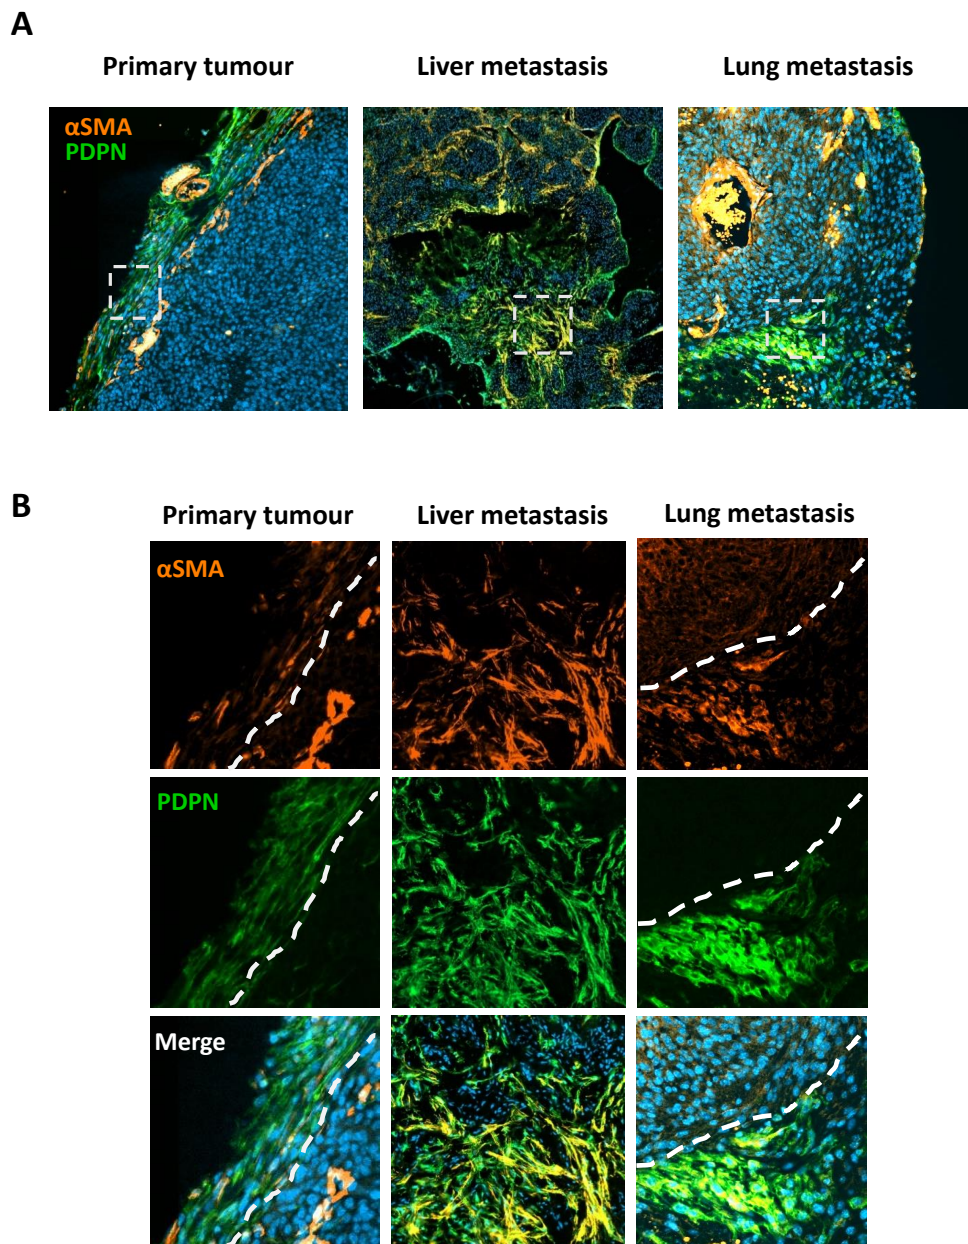 A
Primary tumour
Liver metastasis
Lung metastasis
αSMA
PDPN
B
Primary tumour
Liver metastasis
Lung metastasis
αSMA
PDPN
Merge